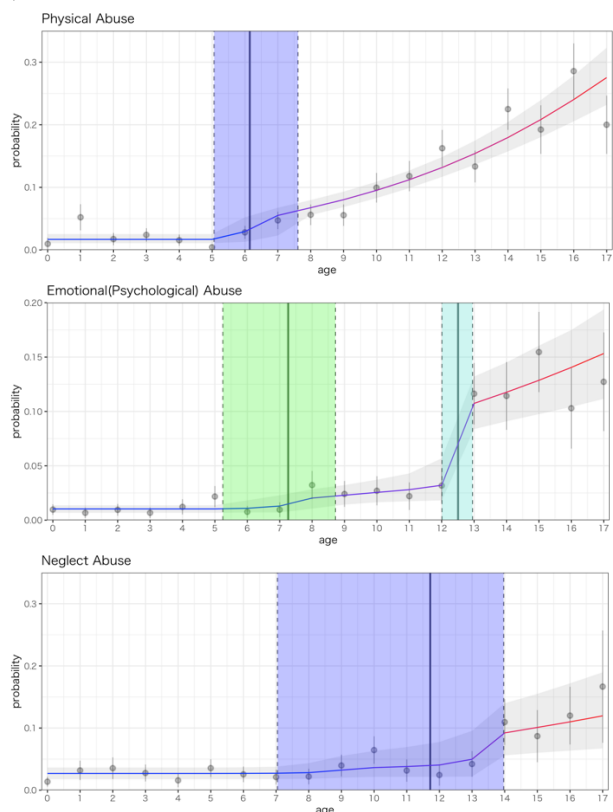 Physical Abuse
0.3
0.2
0.1
0.0
probability
0 1 2 3 4 5 6 7 8 9 10 11 12 13 14 15 16 17
age
Emotional(Psychological) Abuse
0.20
0.15
0.10
0.05
0.00
probability
0 1 2 3 4 5 6 7 8 9 10 11 12 13 14 15 16 17
age
Neglect Abuse
0.3
0.2
0.1
0.0
probability
0 1 2 3 4 5 6 7 8 9 10 11 12 13 14 15 16 17
age